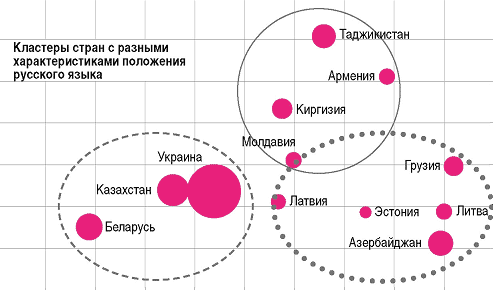 Кластеры стран с разными
характеристиками положения
русского языка
Таджикистан
Армения
Киргизия
Молдавия
Украина
Грузия
Казахстан
Латвия
Эстония
Литва
Беларусь
Азербайджан